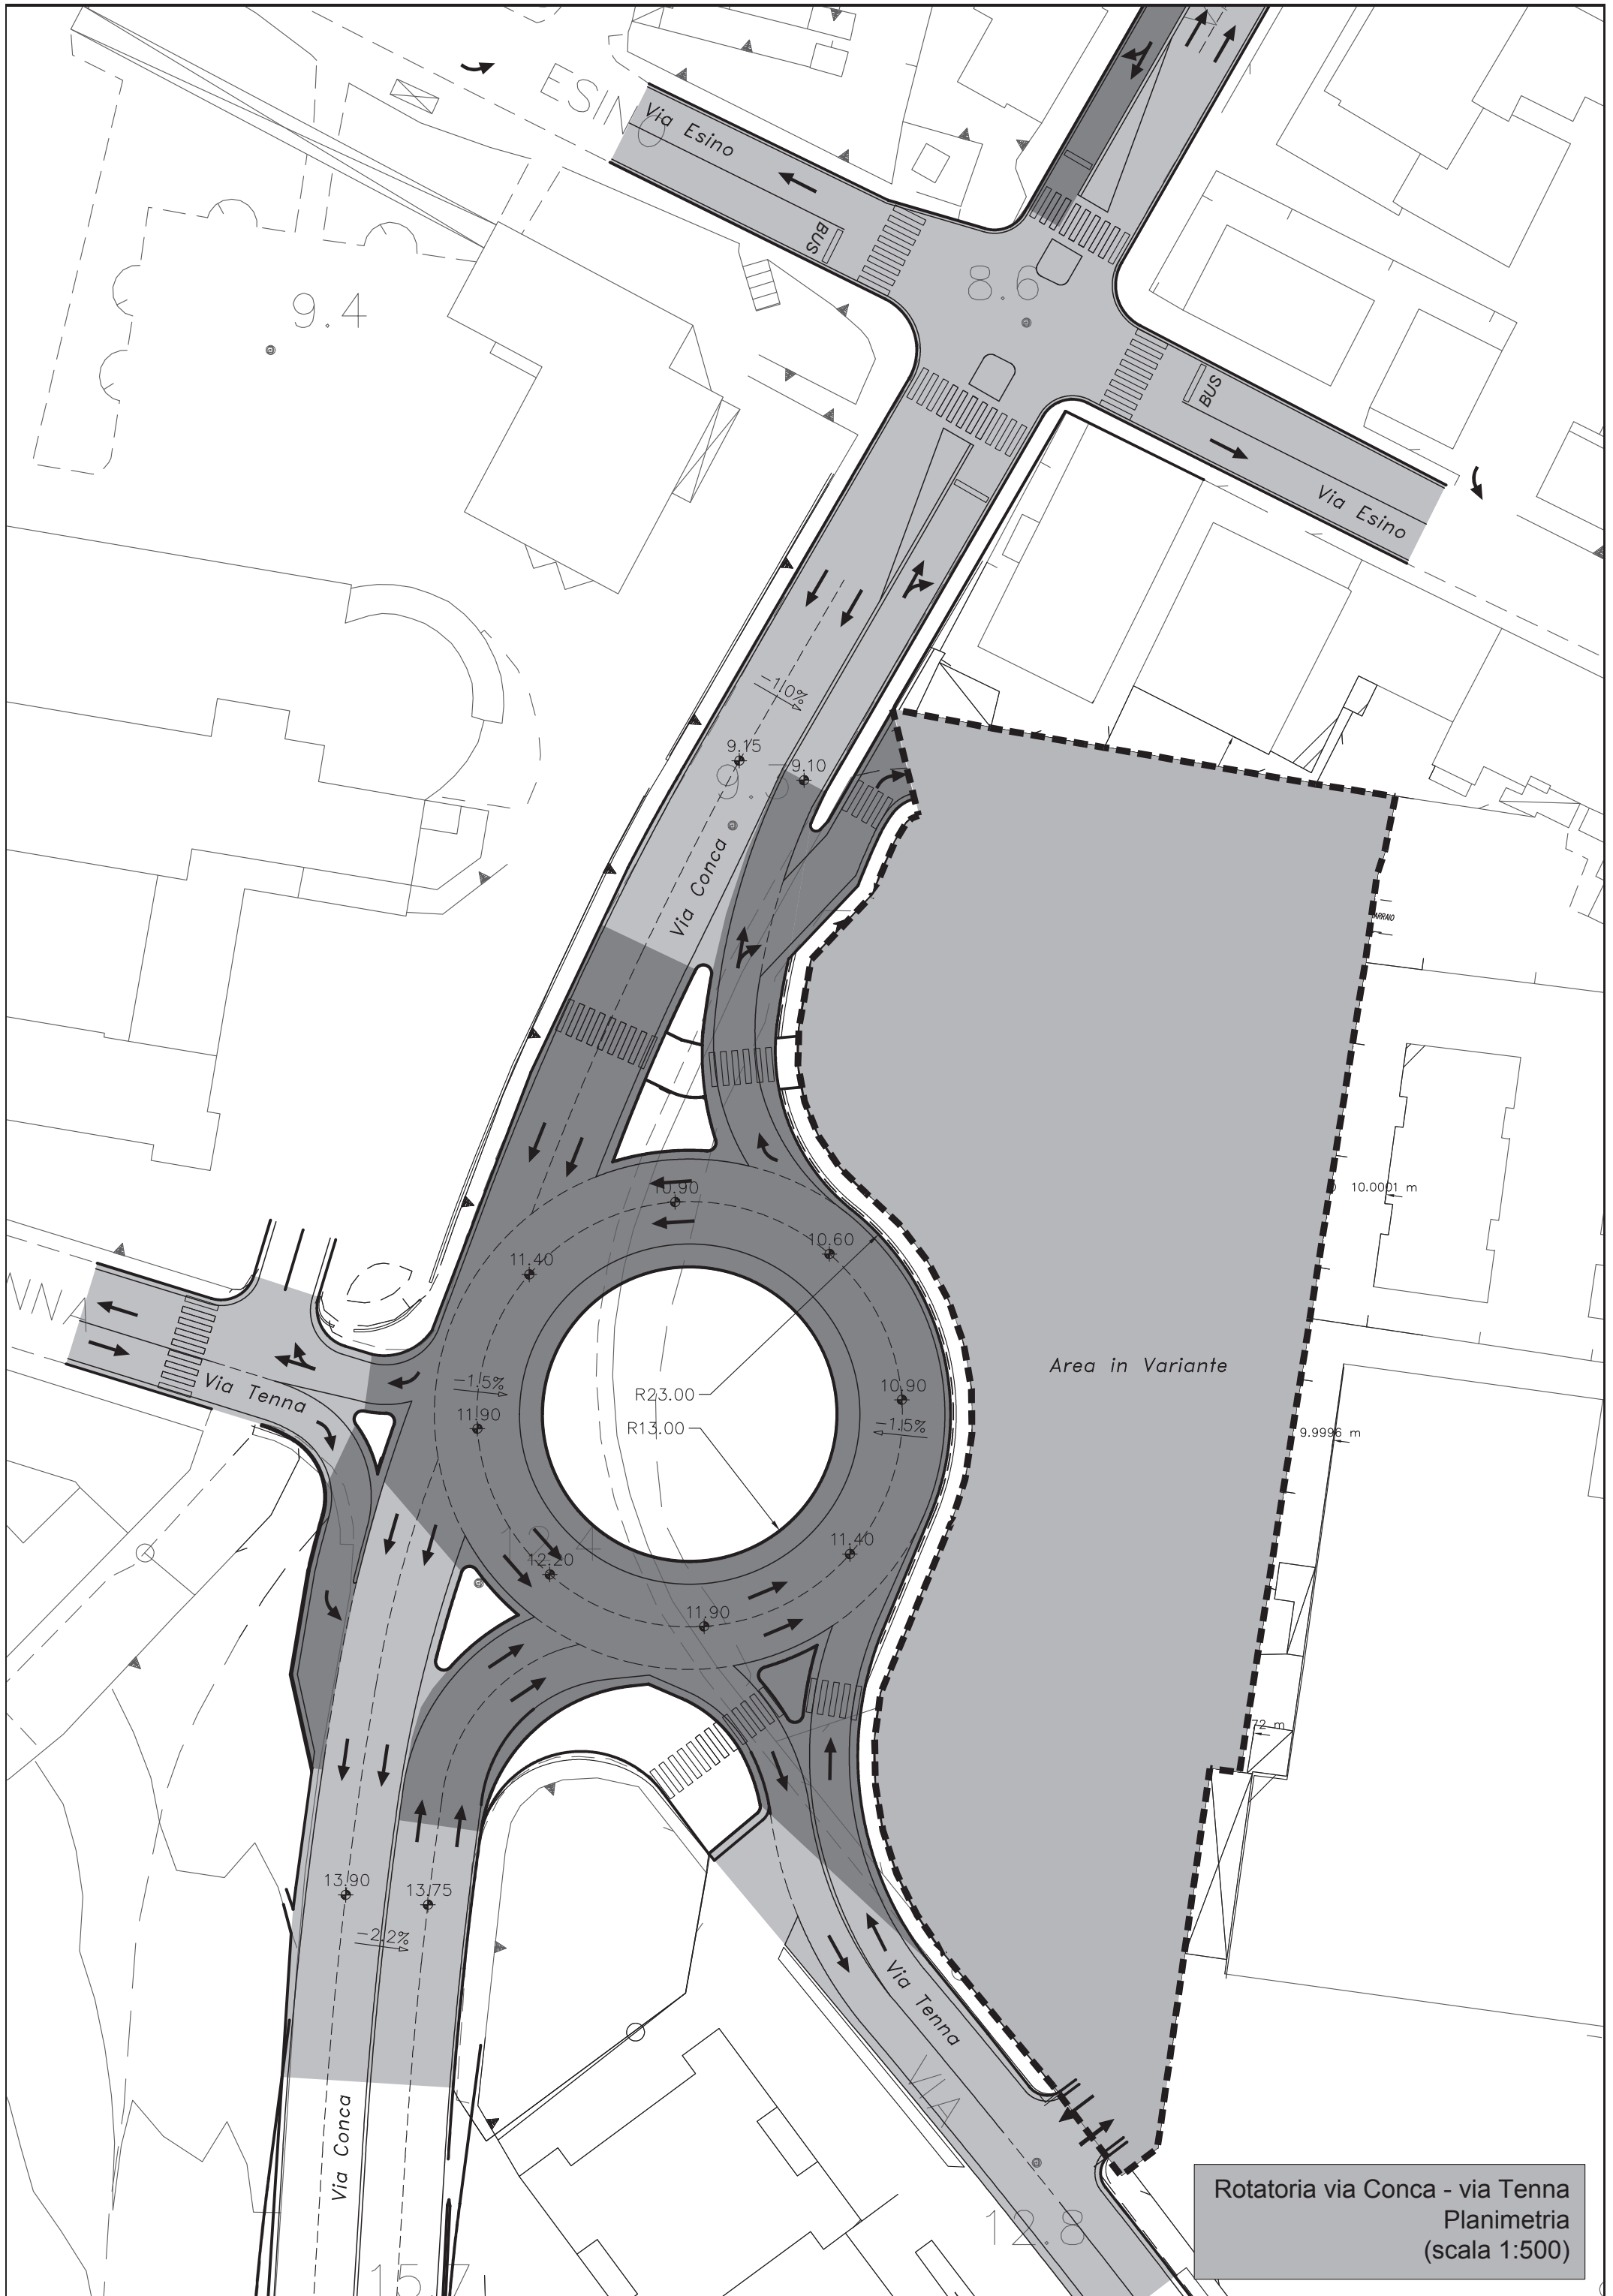 Via Esino
BUS
9.4
8.6
BUS
Via Esino
-1.0%
9.15
9.10
Via Conca
10.90
10.60
11.40
10.0001 m
Area in Variante
-1.5%
R23.00
10.90
11.90
R13.00
-1.5%
9.9996 m
Via Tenna
11.40
12.20
11.90
72 m
13.90
13.75
-2.2%
Via Tenna
VIA
Via Conca
12.8
15.7
Rotatoria via Conca - via Tenna
Planimetria
(scala 1:500)